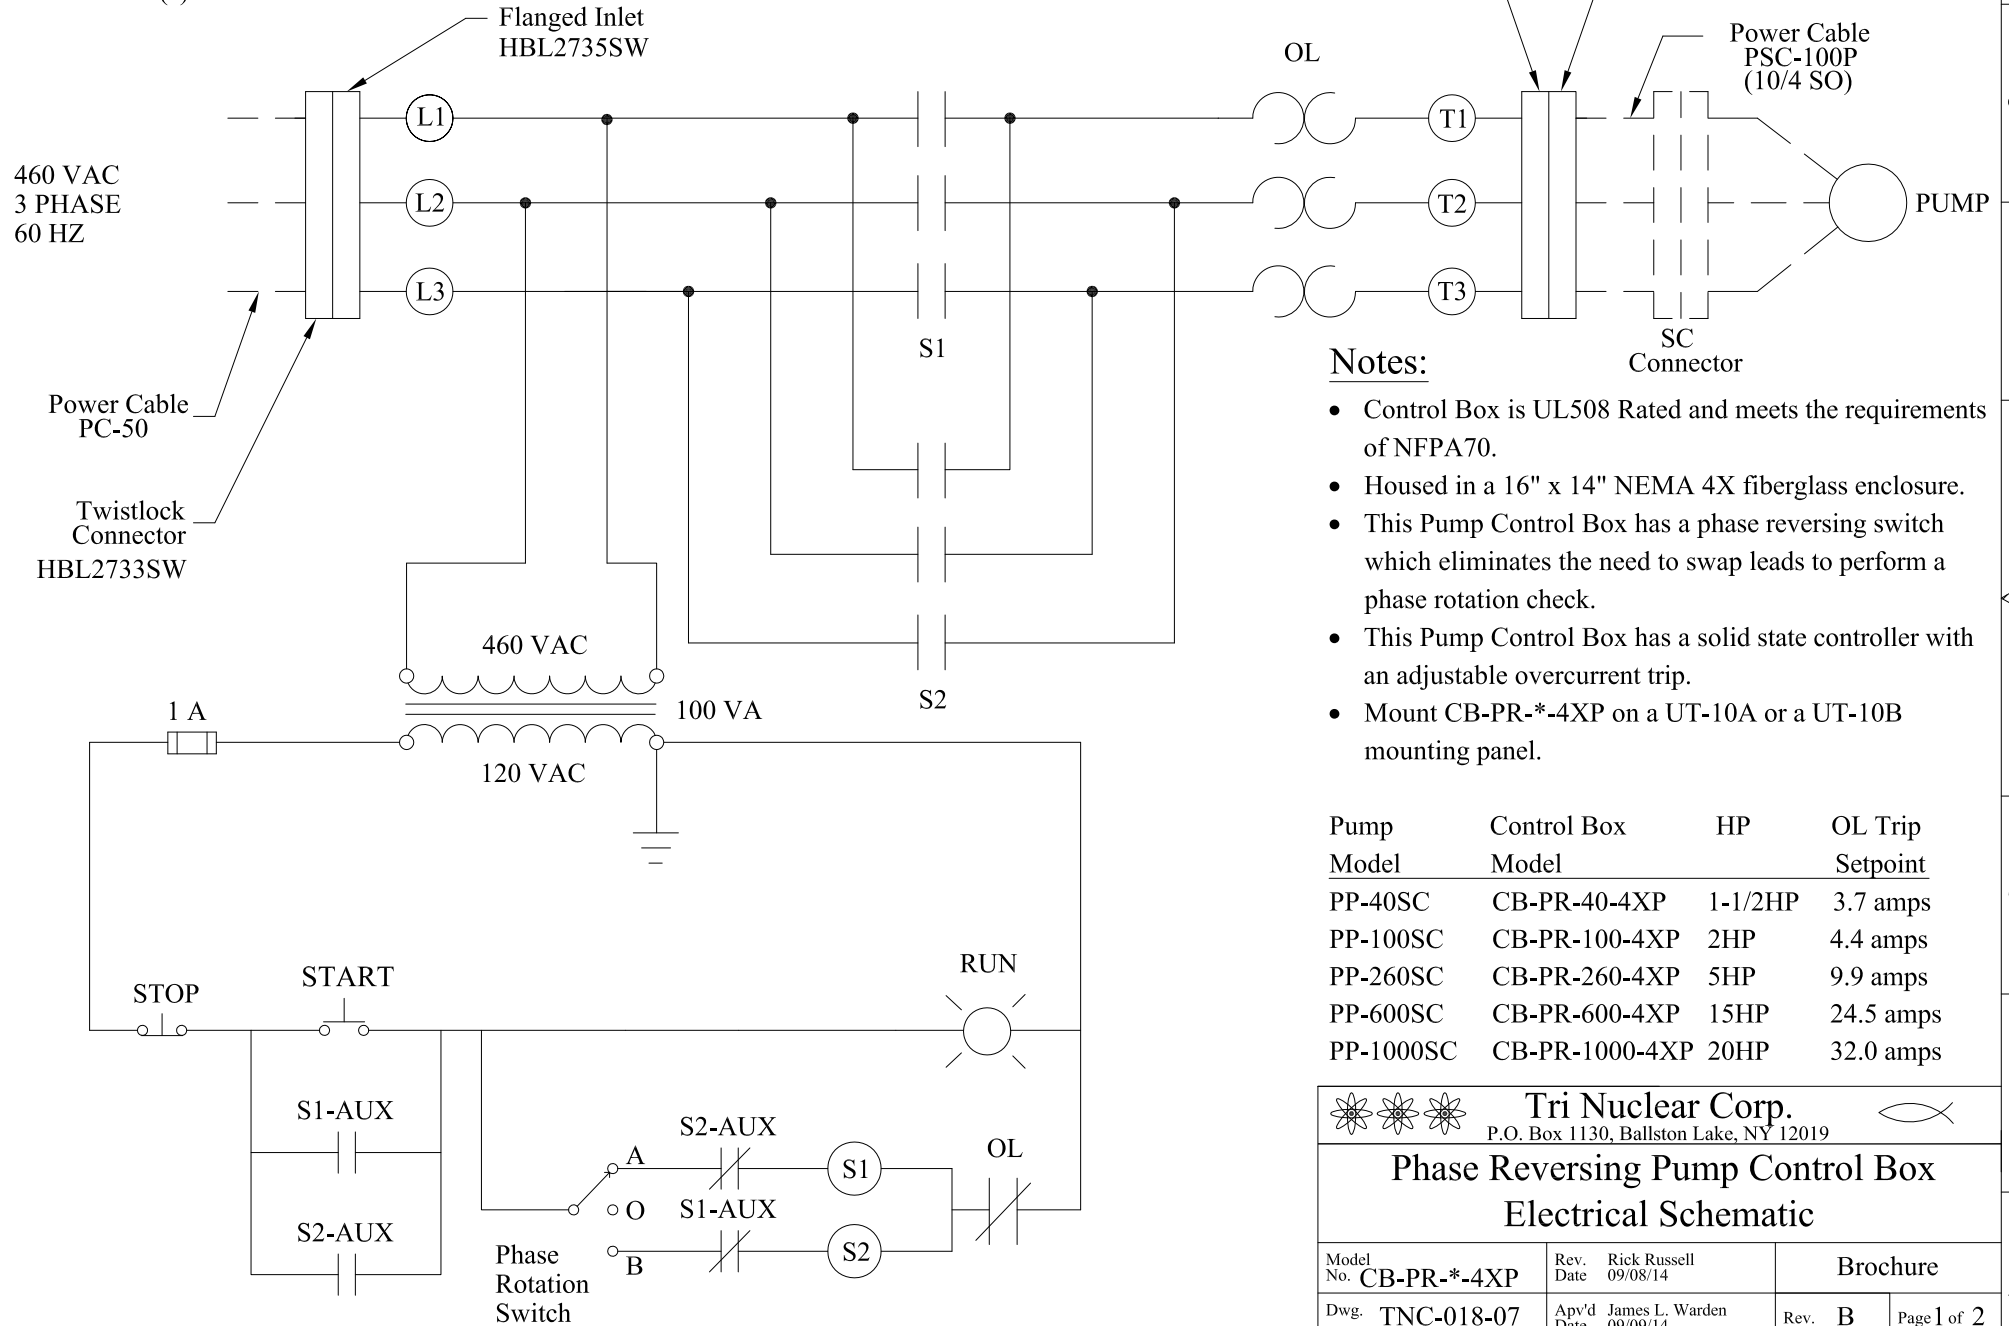 Flanged Inlet
HBL2735SW
OL
Power Cable
PSC-100P
(10/4 SO)
L1
T1
460 VAC
3 PHASE
60 HZ
L2
T2
PUMP
L3
T3
S1
SC
Connector
Power Cable
PC-50
Twistlock
Connector
HBL2733SW
460 VAC
100 VA
120 VAC
S2
1 A
Notes:
• Control Box is UL508 Rated and meets the requirements
of NFPA70.
• Housed in a 16" x 14" NEMA 4X fiberglass enclosure.
• This Pump Control Box has a phase reversing switch
which eliminates the need to swap leads to perform a
phase rotation check.
• This Pump Control Box has a solid state controller with
an adjustable overcurrent trip.
• Mount CB-PR-*-4XP on a UT-10A or a UT-10B
mounting panel.
Pump Control Box HP OL Trip
Model Model Setpoint
PP-40SC CB-PR-40-4XP 1-1/2HP 3.7 amps
PP-100SC CB-PR-100-4XP 2HP 4.4 amps
PP-260SC CB-PR-260-4XP 5HP 9.9 amps
PP-600SC CB-PR-600-4XP 15HP 24.5 amps
PP-1000SC CB-PR-1000-4XP 20HP 32.0 amps
STOP
START
RUN
S1-AUX
S2-AUX
S2-AUX
A
S1
OL
O
S1-AUX
B
S2
Phase
Rotation
Switch
Tri Nuclear Corp.
P.O. Box 1130, Ballston Lake, NY 12019
Phase Reversing Pump Control Box
Electrical Schematic
Model
No. CB-PR-*-4XP
Rev. Rick Russell
Date 09/08/14
Brochure
Dwg. TNC-018-07
Apv'd James L. Warden
Date 09/09/14
Rev. B
Page 1 of 2